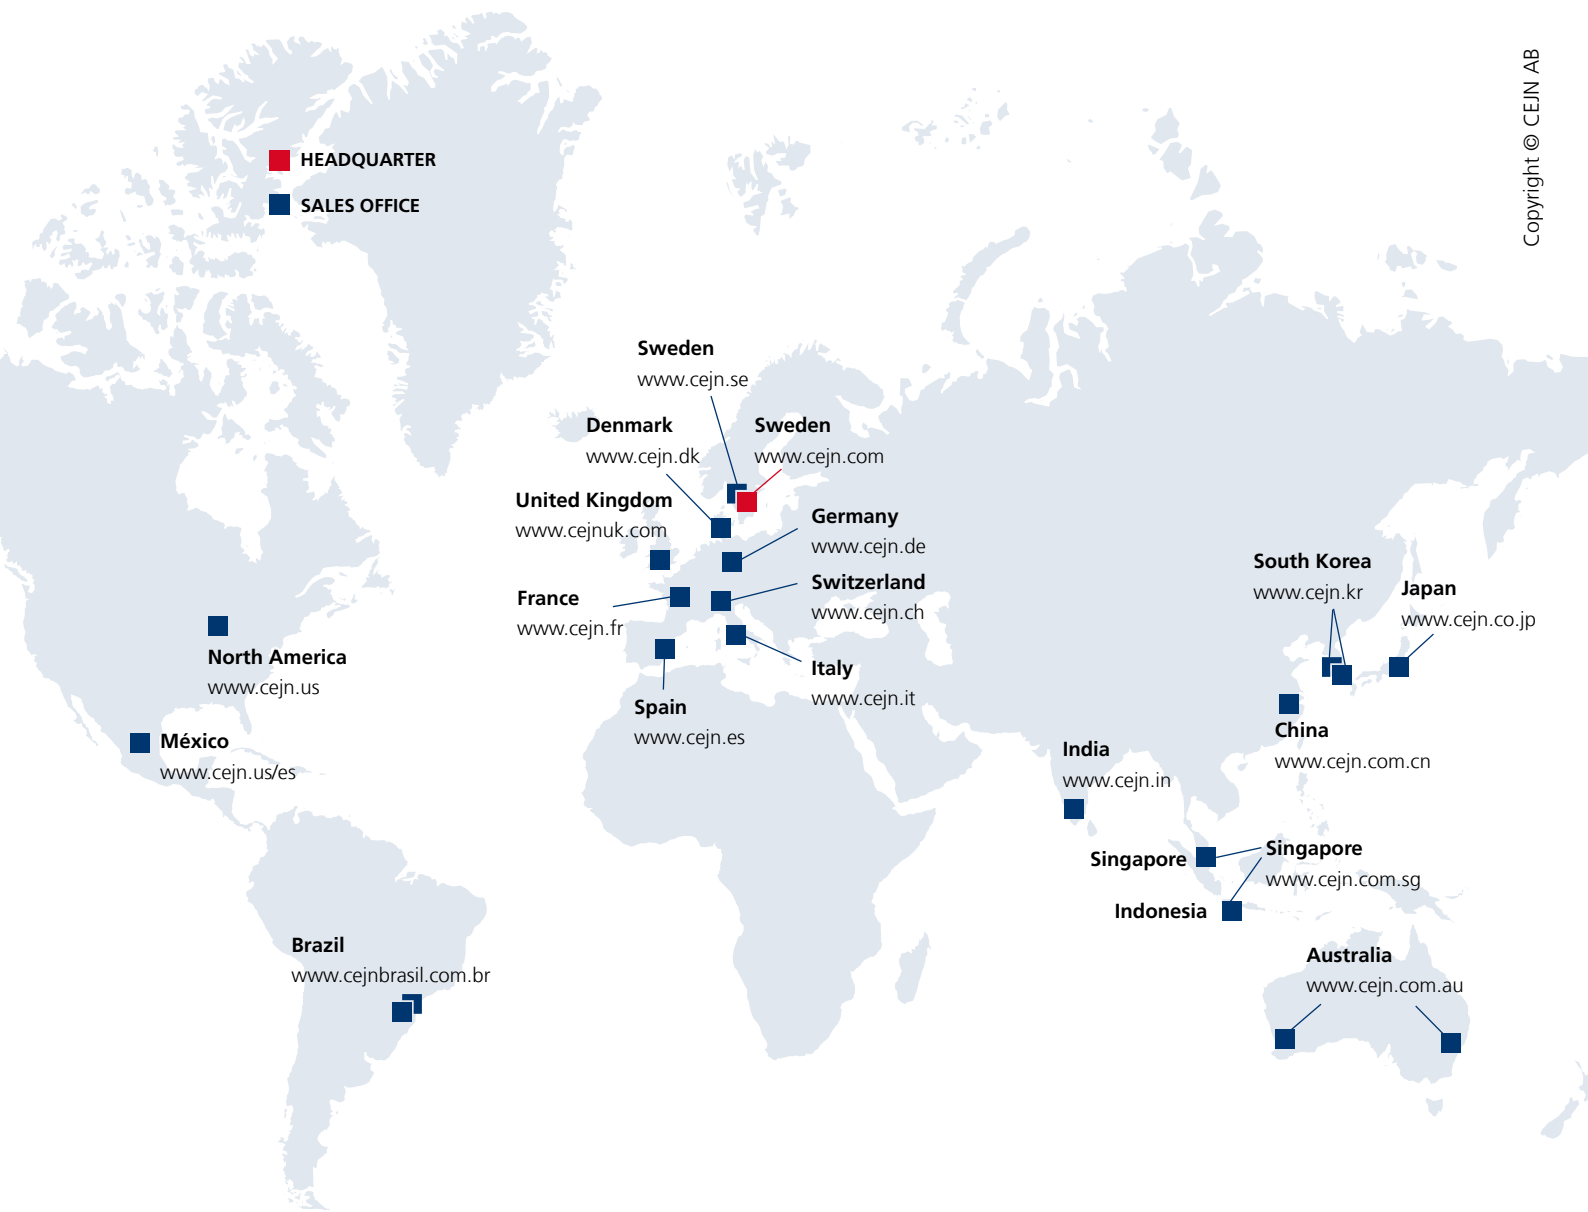 Copyright © CEJN AB
HEADQUARTER
SALES OFFICE
Sweden
www.cejn.se
Denmark
www.cejn.dk
Sweden
www.cejn.com
United Kingdom
www.cejnuk.com
Germany
www.cejn.de
France
www.cejn.fr
Switzerland
www.cejn.ch
Italy
www.cejn.it
Spain
www.cejn.es
South Korea
www.cejn.kr
Japan
www.cejn.co.jp
North America
www.cejn.us
México
www.cejn.us/es
China
www.cejn.com.cn
India
www.cejn.in
Singapore
Singapore
www.cejn.com.sg
Indonesia
Brazil
www.cejnbrasil.com.br
Australia
www.cejn.com.au